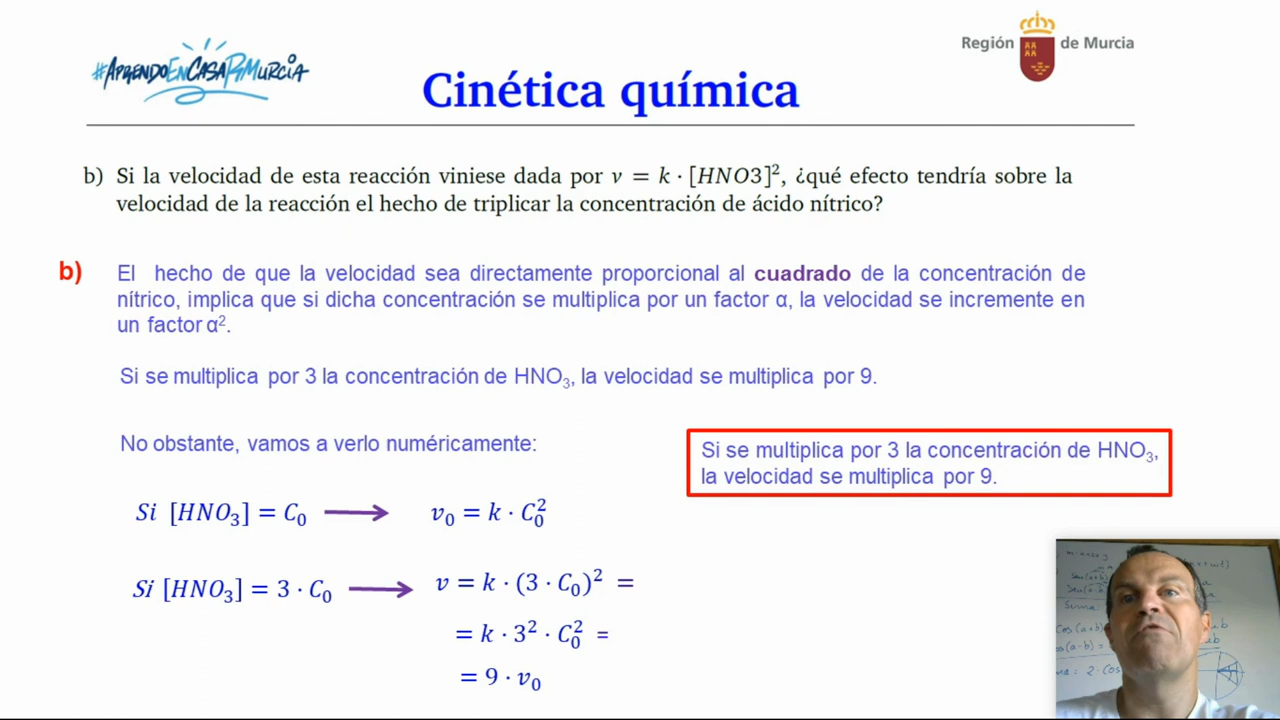 #APRENDOENCASARMURCIA
Región de Murcia
Cinética química
b) Si la velocidad de esta reacción viniese dada por v = k · [HNO3]², ¿qué efecto tendría sobre la
velocidad de la reacción el hecho de triplicar la concentración de ácido nítrico?
b) El hecho de que la velocidad sea directamente proporcional al cuadrado de la concentración de
nítrico, implica que si dicha concentración se multiplica por un factor α, la velocidad se incremente en
un factor α².
Si se multiplica por 3 la concentración de HNO₃, la velocidad se multiplica por 9.
No obstante, vamos a verlo numéricamente:
Si se multiplica por 3 la concentración de HNO₃,
la velocidad se multiplica por 9.
Si [HNO₃] = C₀ → v₀ = k · C₀²
Si [HNO₃] = 3 · C₀ → v = k · (3 · C₀)² =
= k · 3² · C₀² =
= 9 · v₀